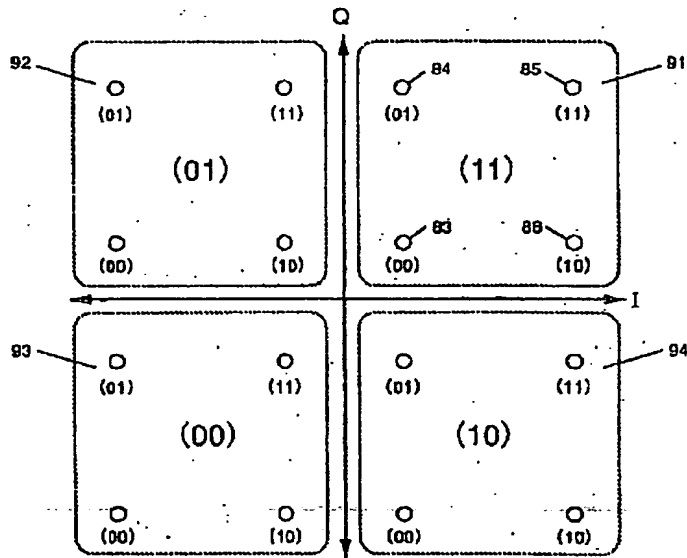 Q
92 84 85 91
(01) (11) (01) (11)
(01) (11)
83 86
(00) (10) (00) (10)
I
93 94
(01) (11) (01) (11)
(00) (10)
(00) (10) (00) (10)